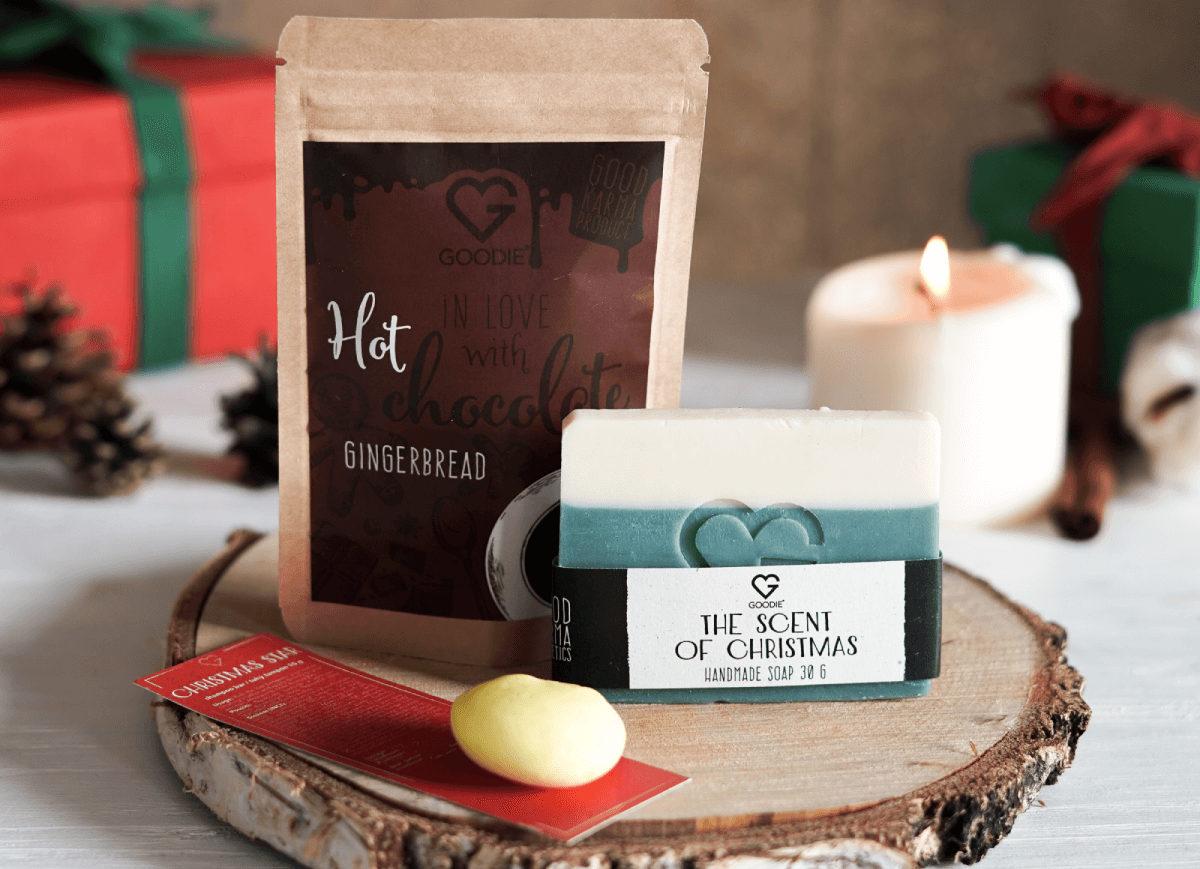 GOOD
KARMA
PRODUCT
GOODIE
IN LOVE
Hot
with
chocolate
GINGERBREAD
GOODIE
THE SCENT
OF CHRISTMAS
HANDMADE SOAP 30 G
CHRISTMAS STAR